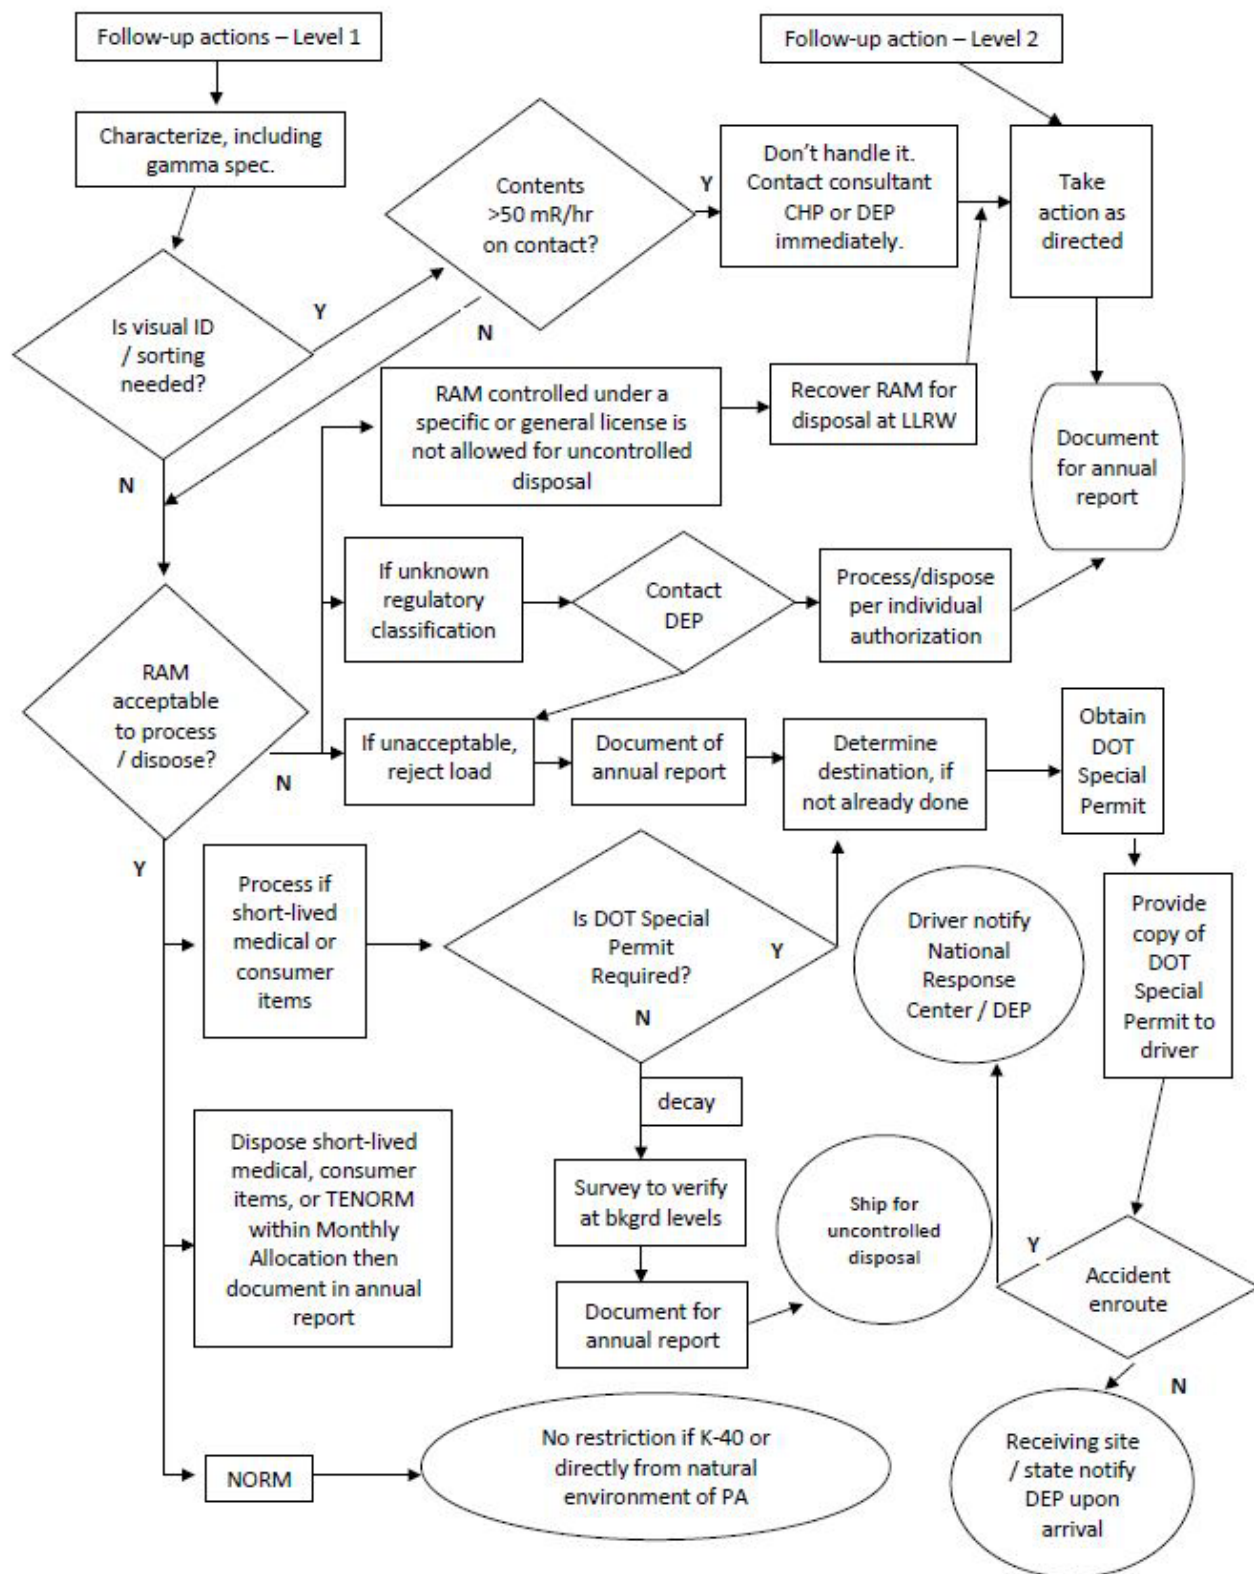 Follow-up actions – Level 1
Follow-up action – Level 2
Characterize, including
gamma spec.
Contents
>50 mR/hr
on contact?
Y
Don't handle it.
Contact consultant
CHP or DEP
immediately.
Take
action as
directed
Is visual ID
/ sorting
needed?
Y
N
N
RAM controlled under a
specific or general license is
not allowed for uncontrolled
disposal
Recover RAM for
disposal at LLRW
Document
for annual
report
If unknown
regulatory
classification
Contact
DEP
Process/dispose
per individual
authorization
RAM
acceptable
to process
/ dispose?
N
Y
If unacceptable,
reject load
Document of
annual report
Determine
destination, if
not already done
Obtain
DOT
Special
Permit
Process if
short-lived
medical or
consumer
items
Is DOT Special
Permit
Required?
Y
N
Driver notify
National
Response
Center / DEP
Provide
copy of
DOT
Special
Permit to
driver
decay
Dispose short-lived
medical, consumer
items, or TENORM
within Monthly
Allocation then
document in annual
report
Survey to verify
at bkgrd levels
Ship for
uncontrolled
disposal
Document for
annual report
Y
Accident
enroute
N
NORM
No restriction if K-40 or
directly from natural
environment of PA
Receiving site
/ state notify
DEP upon
arrival